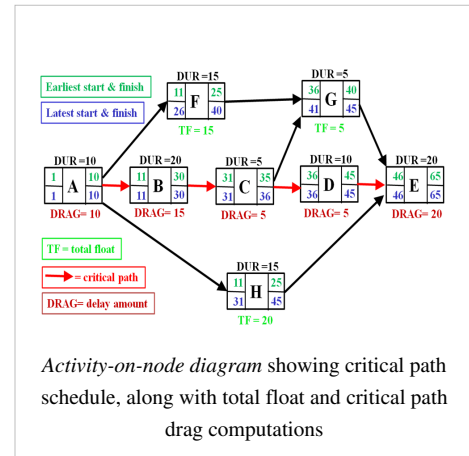 DUR =15
11 F 25
26 40
TF = 15
DUR =5
36 G 40
41 45
TF = 5
Earliest start & finish
Latest start & finish
DUR=10
1 A 10
1 10
DRAG= 10
DUR=20
11 B 30
11 30
DRAG= 15
DUR=5
31 C 35
31 36
DRAG= 5
DUR=10
36 D 45
36 45
DRAG= 5
DUR=20
46 E 65
46 65
DRAG= 20
TF = total float
= critical path
DRAG= delay amount
DUR=15
11 H 25
31 45
TF = 20
Activity-on-node diagram showing critical path
schedule, along with total float and critical path
drag computations